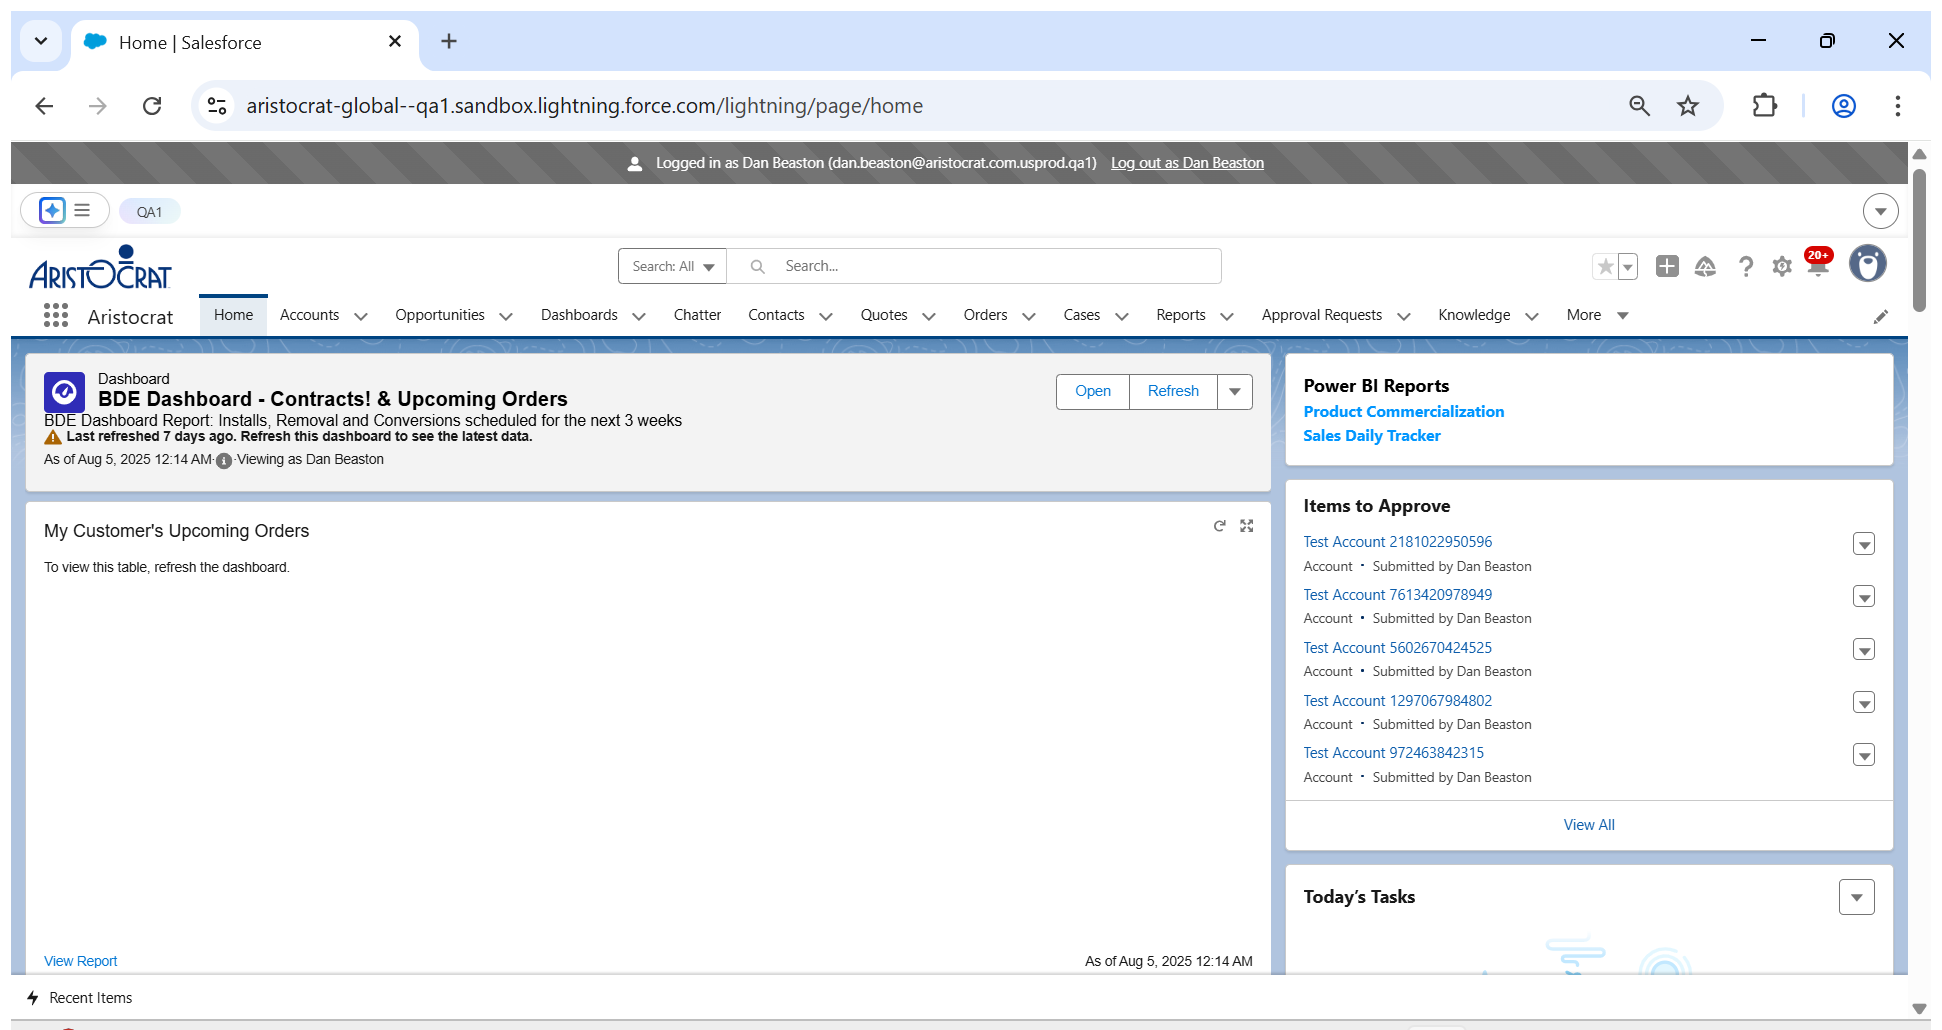 Home | Salesforce
aristocrat-global--qa1.sandbox.lightning.force.com/lightning/page/home
Logged in as Dan Beaston (dan.beaston@aristocrat.com.usprod.qa1) Log out as Dan Beaston
QA1
ARISTOCRAT
Search: All
Search...
20+
Aristocrat
Home
Accounts
Opportunities
Dashboards
Chatter
Contacts
Quotes
Orders
Cases
Reports
Approval Requests
Knowledge
More
Dashboard
BDE Dashboard - Contracts! & Upcoming Orders
BDE Dashboard Report: Installs, Removal and Conversions scheduled for the next 3 weeks
Last refreshed 7 days ago. Refresh this dashboard to see the latest data.
As of Aug 5, 2025 12:14 AM·Viewing as Dan Beaston
Open
Refresh
My Customer's Upcoming Orders
To view this table, refresh the dashboard.
View Report
As of Aug 5, 2025 12:14 AM
Power BI Reports
Product Commercialization
Sales Daily Tracker
Items to Approve
Test Account 2181022950596
Account • Submitted by Dan Beaston
Test Account 7613420978949
Account • Submitted by Dan Beaston
Test Account 5602670424525
Account • Submitted by Dan Beaston
Test Account 1297067984802
Account • Submitted by Dan Beaston
Test Account 972463842315
Account • Submitted by Dan Beaston
View All
Today's Tasks
Recent Items